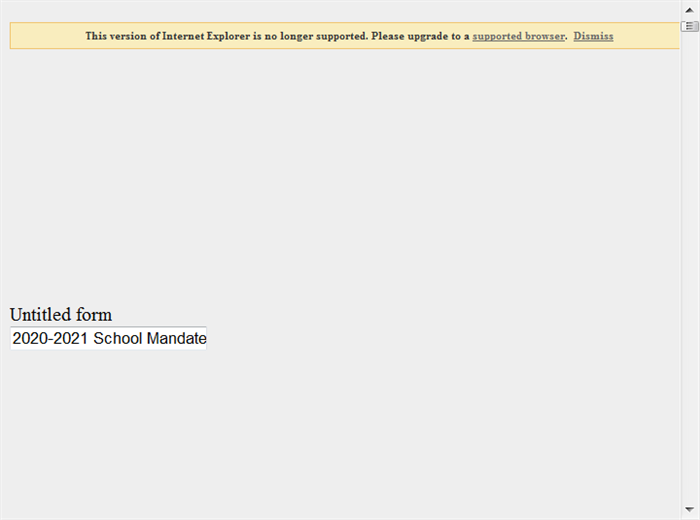 This version of Internet Explorer is no longer supported. Please upgrade to a supported browser. Dismiss
Untitled form
2020-2021 School Mandate